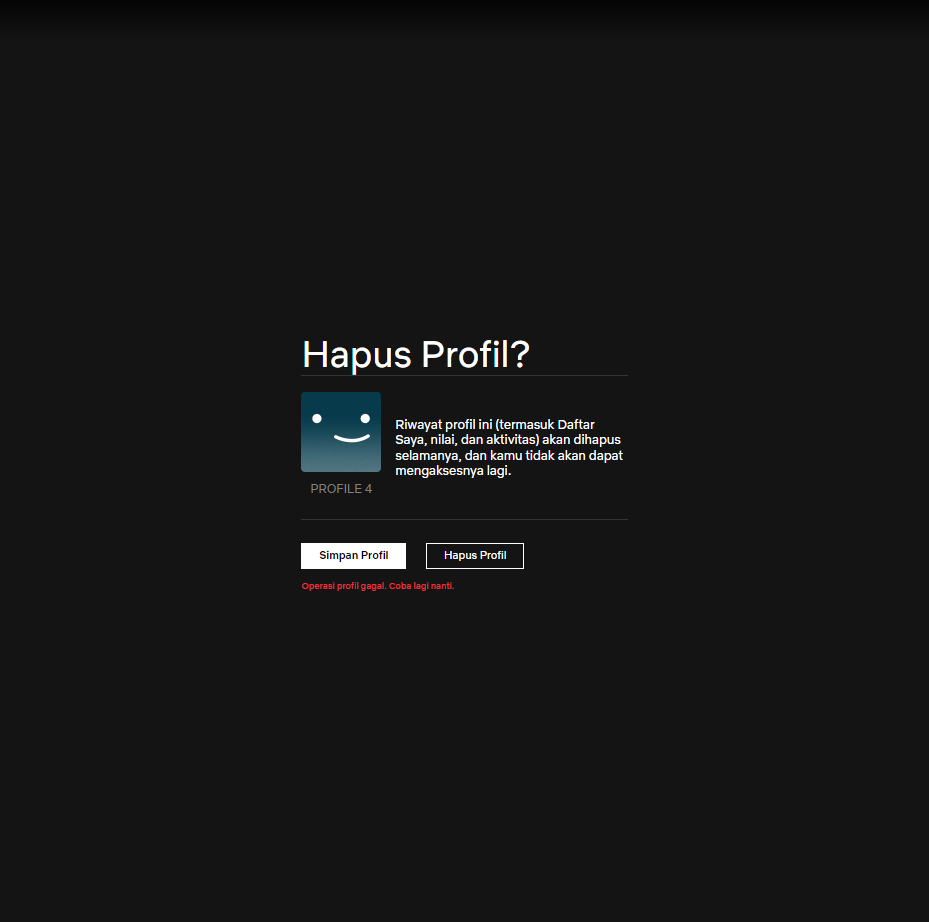 Hapus Profil?
Riwayat profil ini (termasuk Daftar
Saya, nilai, dan aktivitas) akan dihapus
selamanya, dan kamu tidak akan dapat
mengaksesnya lagi.
PROFILE 4
Simpan Profil
Hapus Profil
Operasi profil gagal. Coba lagi nanti.